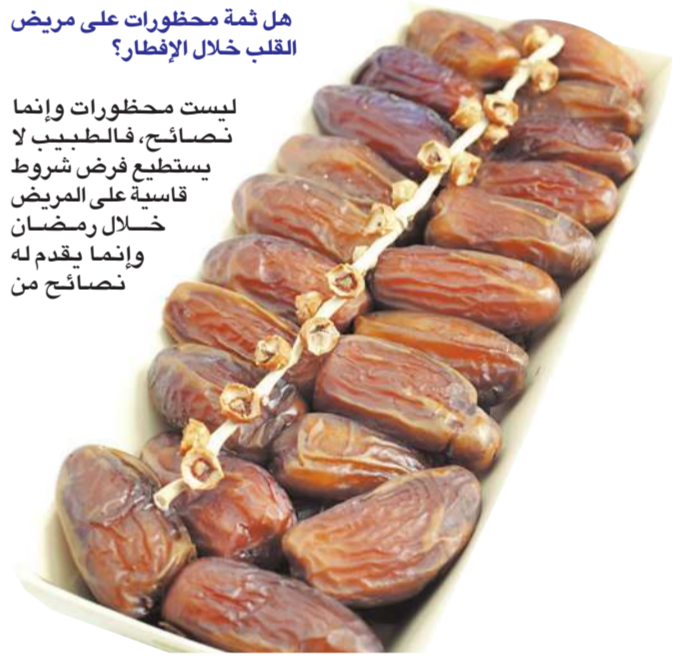 هل ثمة محظورات على مريض
القلب خلال الإفطار؟
ليست محظورات وإنما
نصائح، فالطبيب لا
يستطيع فرض شروط
قاسية على المريض
خلال رمضان
وإنما يقدم له
نصائح من